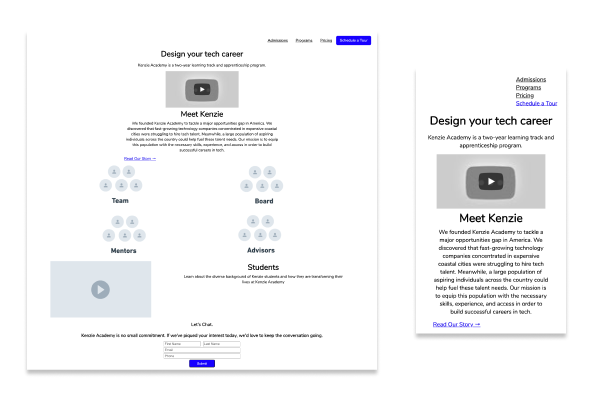 Admissions Programs Pricing Schedule a Tour
Design your tech career
Kenzie Academy is a two-year learning track and apprenticeship program.
Meet Kenzie
We founded Kenzie Academy to tackle a major opportunities gap in America. We
discovered that fast-growing technology companies concentrated in expensive coastal
cities were struggling to hire tech talent. Meanwhile, a large population of aspiring
individuals across the country could help fuel these talent needs. Our mission is to equip
this population with the necessary skills, experience, and access in order to build
successful careers in tech.
Read Our Story →
Team
Board
Mentors
Advisors
Students
Learn about the diverse background of Kenzie students and how they are transforming their
lives at Kenzie Academy
Let's Chat.
Kenzie Academy is no small commitment. If we've piqued your interest today, we'd love to keep the conversation going.
First Name
Last Name
Email
Phone
Submit
Admissions
Programs
Pricing
Schedule a Tour
Design your tech career
Kenzie Academy is a two-year learning track and
apprenticeship program.
Meet Kenzie
We founded Kenzie Academy to tackle a
major opportunities gap in America. We
discovered that fast-growing technology
companies concentrated in expensive
coastal cities were struggling to hire tech
talent. Meanwhile, a large population of
aspiring individuals across the country could
help fuel these talent needs. Our mission is
to equip this population with the necessary
skills, experience, and access in order to
build successful careers in tech.
Read Our Story →